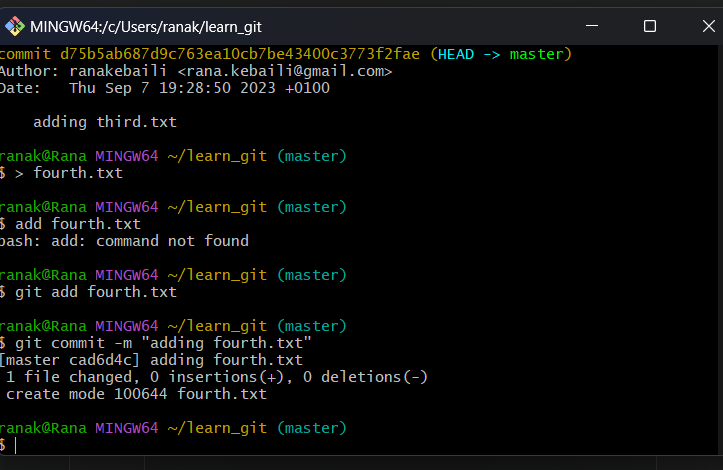 MINGW64:/c/Users/ranak/learn_git
commit d75b5ab687d9c763ea10cb7be43400c3773f2fae (HEAD -> master)
Author: ranakebaili <rana.kebaili@gmail.com>
Date:   Thu Sep 7 19:28:50 2023 +0100
    adding third.txt
ranak@Rana MINGW64 ~/learn_git (master)
$ > fourth.txt
ranak@Rana MINGW64 ~/learn_git (master)
$ add fourth.txt
bash: add: command not found
ranak@Rana MINGW64 ~/learn_git (master)
$ git add fourth.txt
ranak@Rana MINGW64 ~/learn_git (master)
$ git commit -m "adding fourth.txt"
[master cad6d4c] adding fourth.txt
 1 file changed, 0 insertions(+), 0 deletions(-)
 create mode 100644 fourth.txt
ranak@Rana MINGW64 ~/learn_git (master)
$